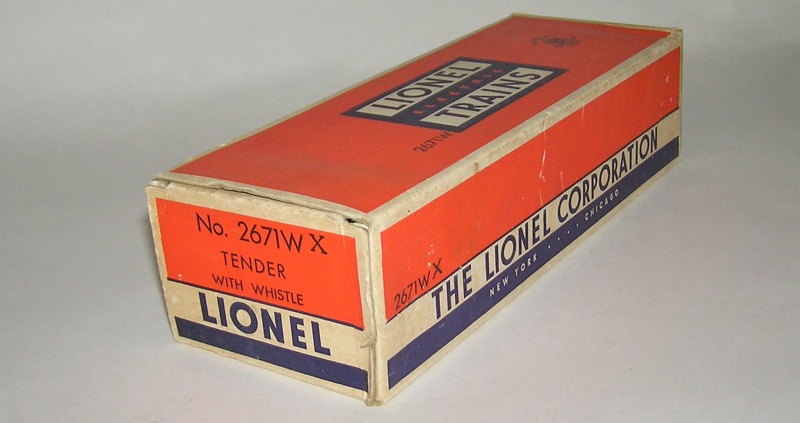 LIONEL
ELECTRIC
TRAINS
2671W
No. 2671W X
TENDER
WITH WHISTLE
LIONEL
2671W X
THE LIONEL CORPORATION
NEW YORK . . . . CHICAGO